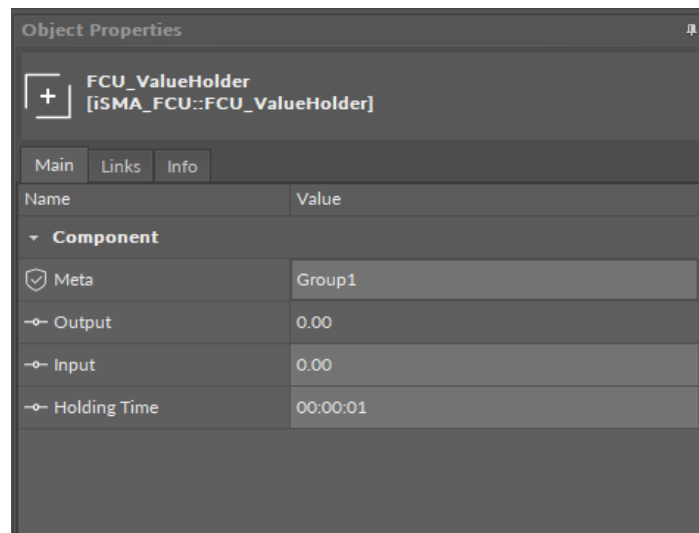 Object Properties
FCU_ValueHolder
[iSMA_FCU::FCU_ValueHolder]
Main Links Info
Name Value
Component
Meta Group1
Output 0.00
Input 0.00
Holding Time 00:00:01